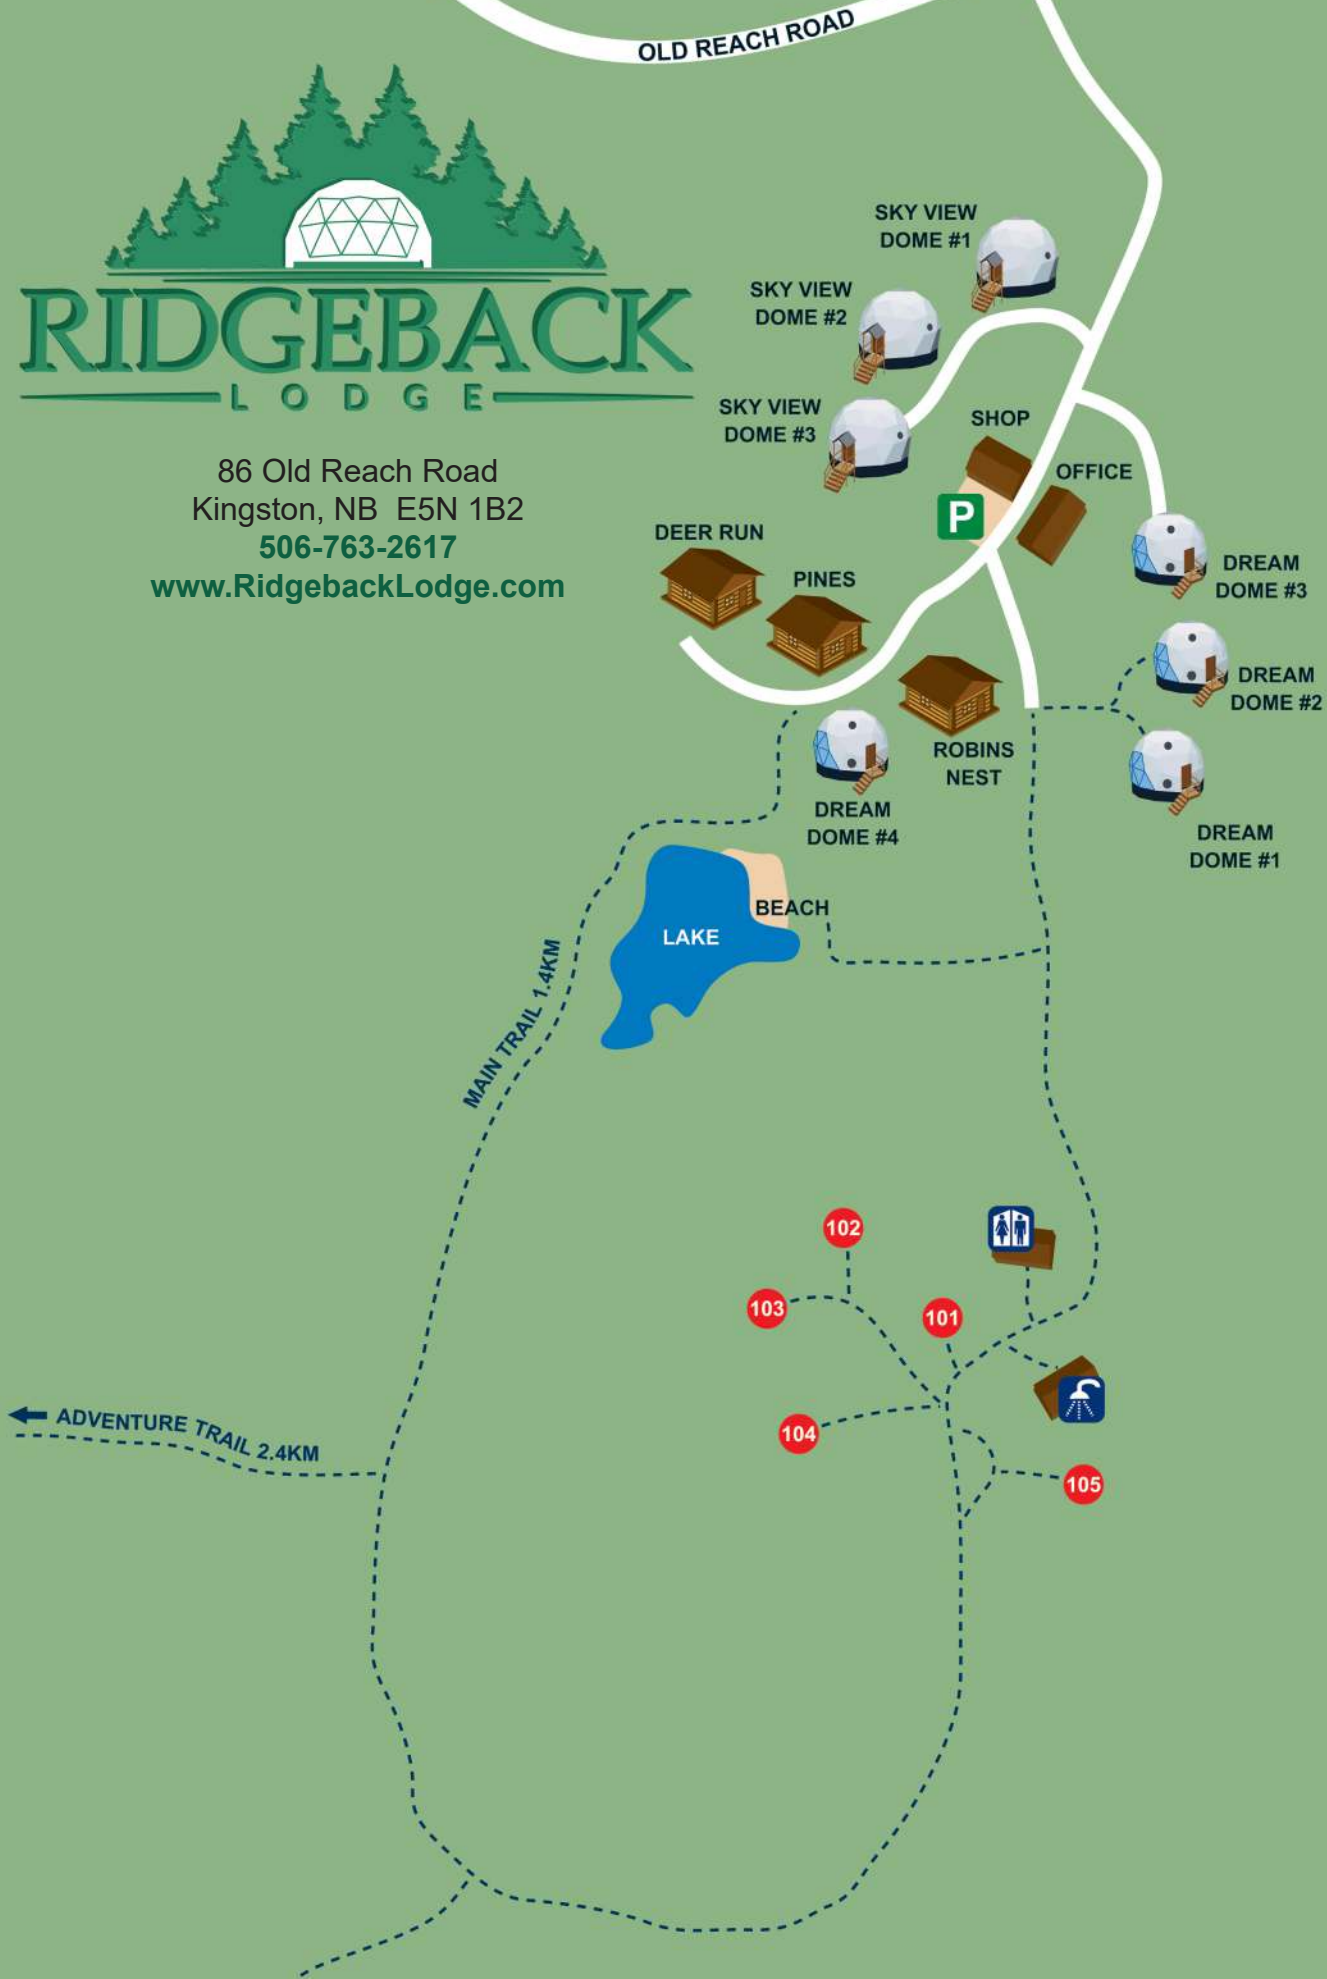 OLD REACH ROAD
RIDGEBACK
LODGE
86 Old Reach Road
Kingston, NB E5N 1B2
506-763-2617
www.RidgebackLodge.com
SKY VIEW
DOME #1
SKY VIEW
DOME #2
SKY VIEW
DOME #3
SHOP
OFFICE
P
DEER RUN
PINES
DREAM
DOME #3
DREAM
DOME #2
ROBINS
NEST
DREAM
DOME #4
DREAM
DOME #1
BEACH
LAKE
MAIN TRAIL 1.4KM
102
103
101
104
105
ADVENTURE TRAIL 2.4KM